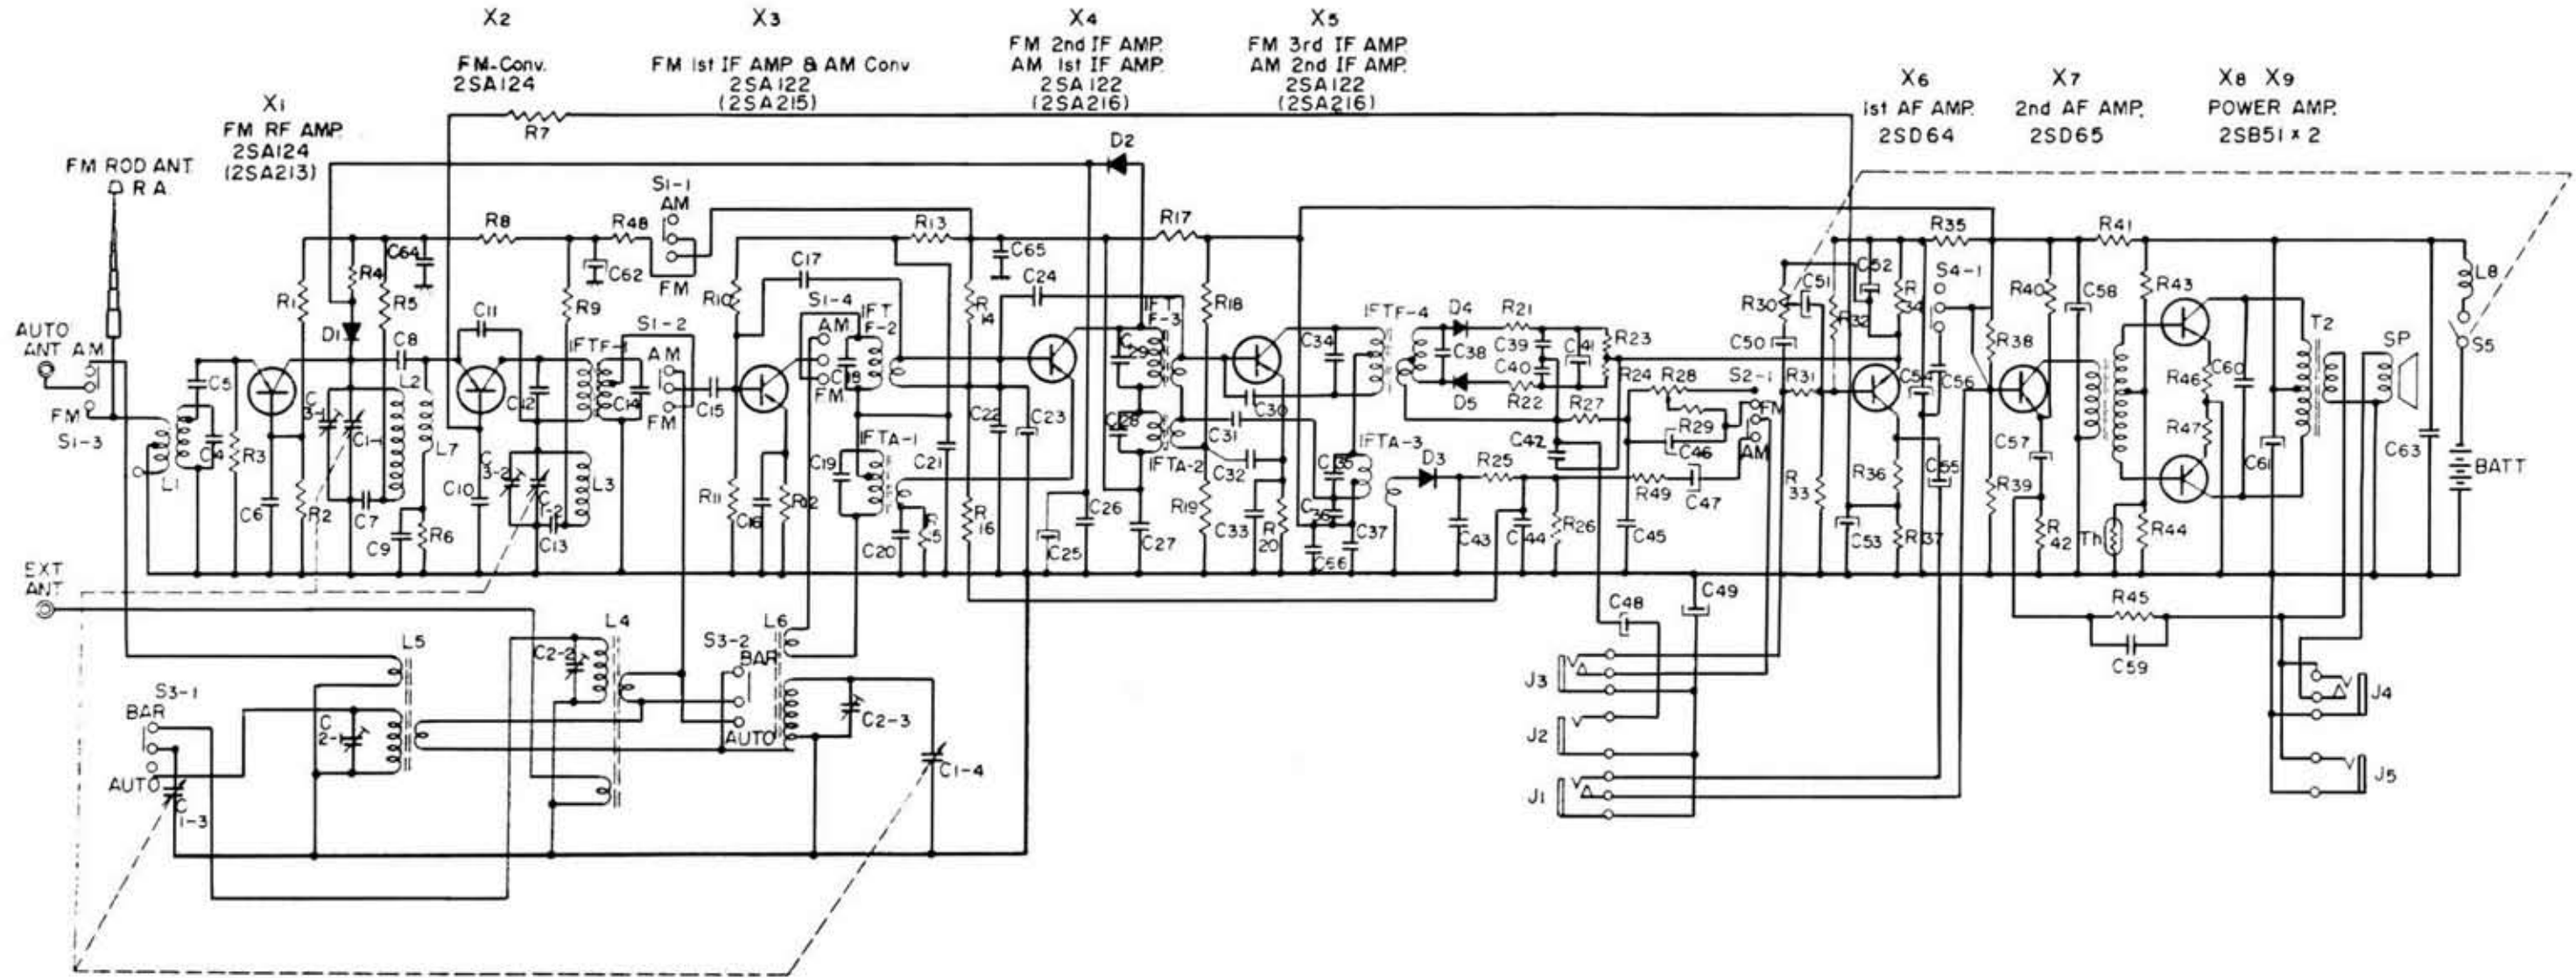 X2
X3
X4
X5
FM 2nd IF AMP.
AM 1st IF AMP.
2SA122
(2SA216)
FM 3rd IF AMP.
AM 2nd IF AMP.
2SA122
(2SA216)
FM-Conv.
2SA124
FM 1st IF AMP & AM Conv
2SA122
(2SA215)
X6
1st AF AMP.
2SD64
X7
2nd AF AMP.
2SD65
X8 X9
POWER AMP.
2SB51 x 2
X1
FM RF AMP.
2SA124
(2SA213)
R7
D2
FM ROD ANT.
R A.
S1-1
AM
FM
R8
R48
R13
R17
R35
R41
C64
C62
C65
C17
C24
R1
R4
R5
R9
R10
R14
R18
S1-4
AM
FM
IFT F-2
IFT F-3
IFTF-4
D4
R21
R23
R30
C51
C52
R32
R34
S4-1
R40
C58
R43
L8
AUTO
ANT AM
FM
S1-3
D1
C8
C11
IFTF-1
S1-2
AM
FM
C18
C29
C34
C38
C39
C41
C40
C50
R38
R46
C60
T2
SP
S5
C5
L2
C3-1
C1-1
C12
C14
C15
D5
R22
R24
R28
S2-1
FM
AM
R31
C54
C56
L1
C4
R3
L7
C3-2
C1-2
L3
IFTA-1
C19
C21
C22
C23
C28
C30
C31
C32
IFTA-2
IFTA-3
D3
R25
R27
R29
C46
C42
R49
C47
R36
C55
C57
R47
C61
C63
BATT
C6
R2
C7
C9
R6
C10
C13
R11
C16
R12
C20
R15
R16
C25
C26
C27
R19
C33
R20
C35
C36
C37
C66
C43
C44
R26
C45
R33
C53
R37
R39
R42
Th
R44
EXT
ANT
L5
L4
C2-2
S3-2
BAR
AUTO
L6
C2-3
C1-4
S3-1
BAR
AUTO
C2-1
C1-3
C48
C49
R45
C59
J3
J2
J1
J4
J5